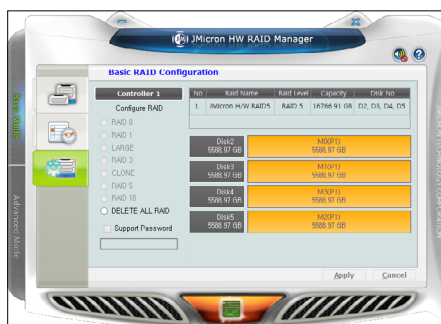 JMicron HW RAID Manager
Basic RAID Configuration
Basic Mode
Advanced Mode
Controller 1
Configure RAID
RAID 0
RAID 1
LARGE
RAID 3
CLONE
RAID 5
RAID 10
DELETE ALL RAID
Support Password
No Raid Name Raid Level Capacity Disk No
1 JMicron H/W RAID5 RAID 5 16766.91 GB D2, D3, D4, D5
Disk2
5588.97 GB
M0(P1)
5588.97 GB
Disk3
5588.97 GB
M1(P1)
5588.97 GB
Disk4
5588.97 GB
M3(P1)
5588.97 GB
Disk5
5588.97 GB
M2(P1)
5588.97 GB
Apply Cancel